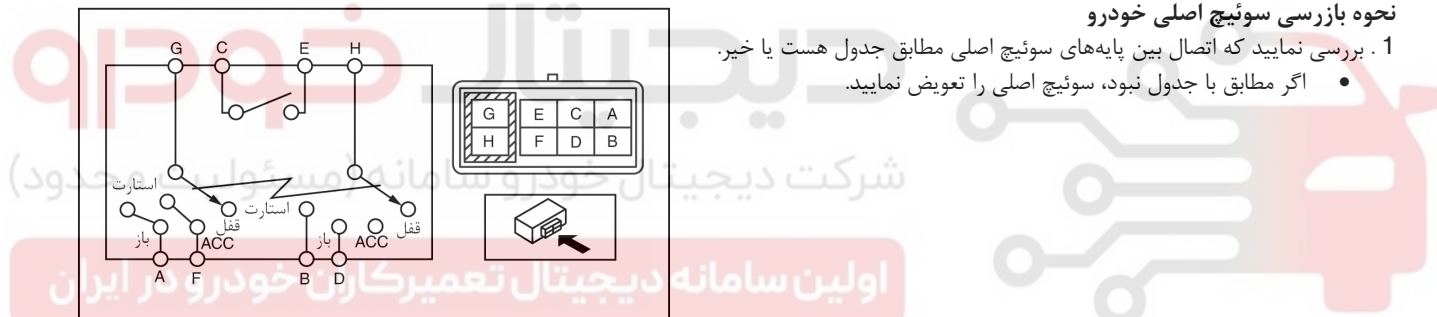 نحوه بازرسی سوئیچ اصلی خودرو
1 . بررسی نمایید که اتصال بین پایه‌های سوئیچ اصلی مطابق جدول هست یا خیر.
• اگر مطابق با جدول نبود، سوئیچ اصلی را تعویض نمایید.
G C E H
G E C A
H F D B
استارت
استارت
قفل
قفل
باز
ACC
باز
ACC
A F B D
دیجیتال خودرو
شرکت دیجیتال خودرو سامانه (مسئولیت محدود)
اولین سامانه دیجیتال تعمیرکاران خودرو در ایران